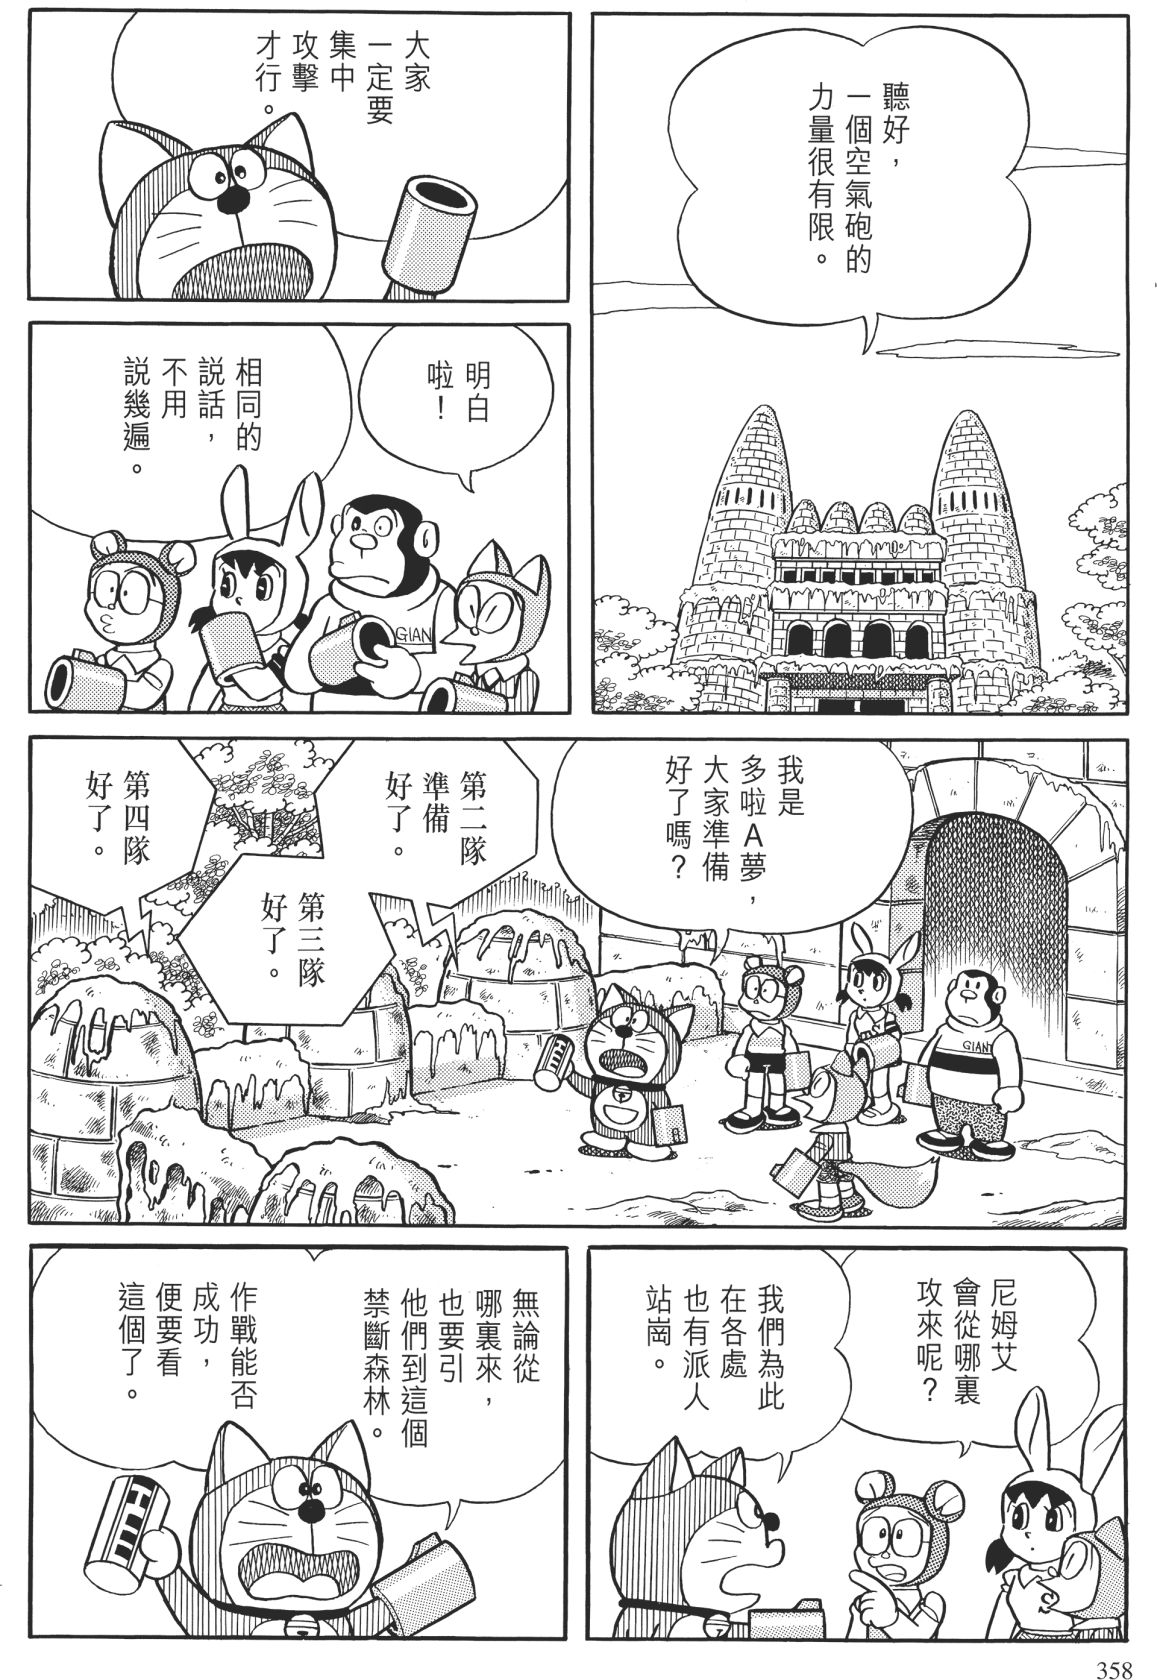 聽好，
一個空氣砲的
力量很有限。
大家
一定要
集中
攻擊
才行。
明白
啦！
相同的
說話，
不用
說幾遍。
GIAN
我是
多啦A夢，
大家準備
好了嗎？
第二隊
準備
好了。
第三隊
好了。
第四隊
好了。
GIANT
尼姆艾
會從哪裏
攻來呢？
我們為此
在各處
也有派人
站崗。
無論從
哪裏來，
也要引
他們到這個
禁斷森林。
作戰能否
成功，
便要看
這個了。
358